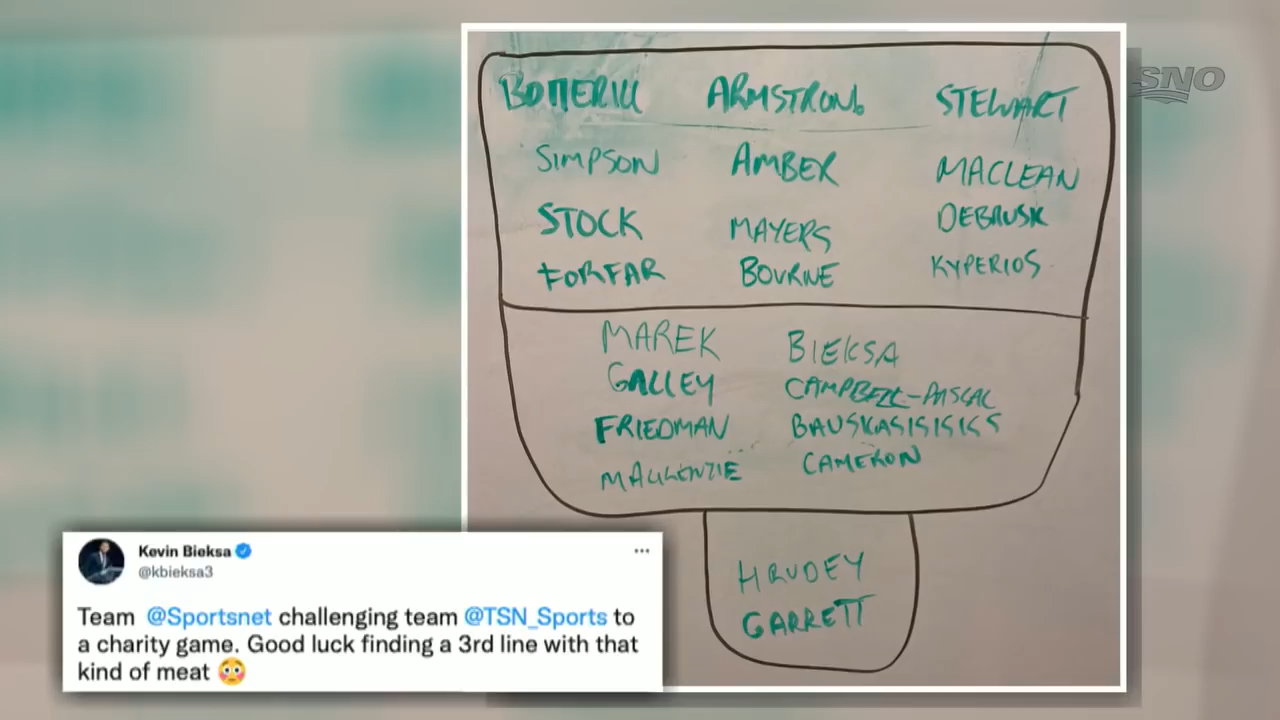 BOTTERILL ARMSTRONG STEWART
SIMPSON AMBER MACLEAN
STOCK MAYERS DEBRUSK
FORFAR BOURNE KYPERIOS
MAREK BIEKSA
GALLEY CAMPBELL-PASCAL
FRIEDMAN BAUSKASISISIKS
MACKENZIE CAMERON
HRUDEY
GARRETT
SNO
Kevin Bieksa
@kbieksa3
Team @Sportsnet challenging team @TSN_Sports to
a charity game. Good luck finding a 3rd line with that
kind of meat 😳